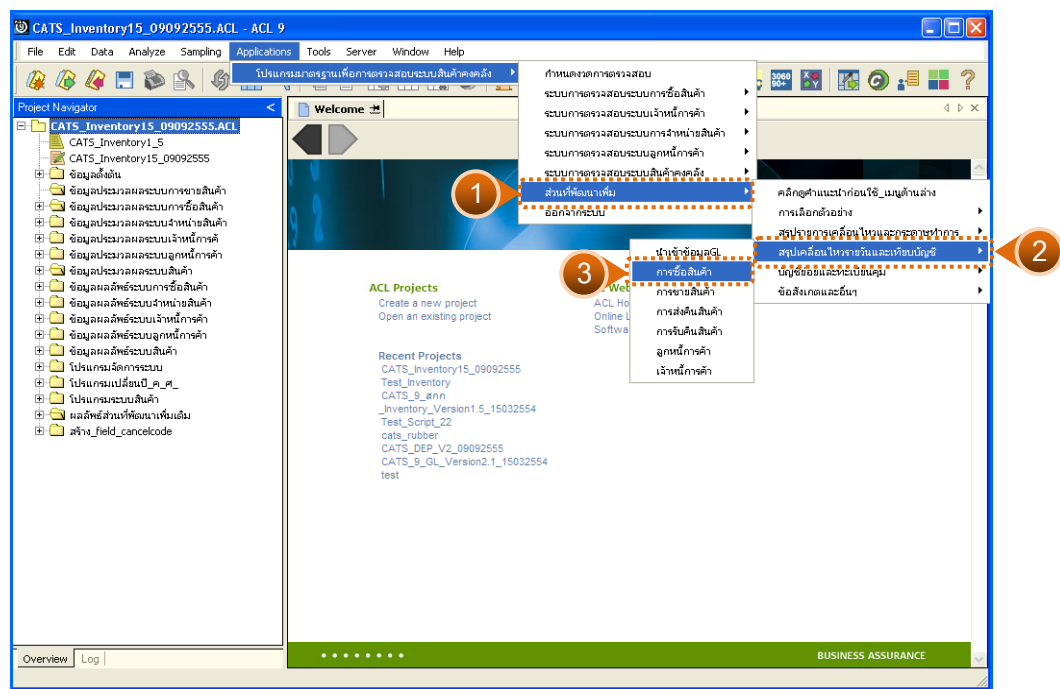 CATS_Inventory15_09092555.ACL - ACL 9
File Edit Data Analyze Sampling Applications Tools Server Window Help
โปรแกรมมาตรฐานเพื่อการตรวจสอบระบบสินค้าคงคลัง
กำหนดงวดการตรวจสอบ
ระบบการตรวจสอบระบบการซื้อสินค้า
ระบบการตรวจสอบระบบเจ้าหนี้การค้า
ระบบการตรวจสอบระบบการจำหน่ายสินค้า
ระบบการตรวจสอบระบบลูกหนี้การค้า
ระบบการตรวจสอบระบบสินค้าคงคลัง
ส่วนที่พัฒนาเพิ่ม
ออกจากระบบ
1
คลิกดูคำแนะนำก่อนใช้_เมนูด้านล่าง
การเลือกตัวอย่าง
สรุปรายการเคลื่อนไหวและกระดาษทำการ
สรุปเคลื่อนไหวรายวันและเทียบบัญชี
บัญชีย่อยและทะเบียนคุม
ข้อสังเกตและอื่นๆ
2
นำเข้าข้อมูลGL
การซื้อสินค้า
การขายสินค้า
การส่งคืนสินค้า
การรับคืนสินค้า
ลูกหนี้การค้า
เจ้าหนี้การค้า
3
Project Navigator <
CATS_Inventory15_09092555.ACL
CATS_Inventory1_5
CATS_Inventory15_09092555
ข้อมูลตั้งต้น
ข้อมูลประมวลผลระบบการขายสินค้า
ข้อมูลประมวลผลระบบการซื้อสินค้า
ข้อมูลประมวลผลระบบจำหน่ายสินค้า
ข้อมูลประมวลผลระบบเจ้าหนี้การค้
ข้อมูลประมวลผลระบบลูกหนี้การค้า
ข้อมูลประมวลผลระบบสินค้า
ข้อมูลผลลัพธ์ระบบการซื้อสินค้า
ข้อมูลผลลัพธ์ระบบจำหน่ายสินค้า
ข้อมูลผลลัพธ์ระบบเจ้าหนี้การค้า
ข้อมูลผลลัพธ์ระบบลูกหนี้การค้า
ข้อมูลผลลัพธ์ระบบสินค้า
โปรแกรมจัดการระบบ
โปรแกรมเปลี่ยนปี_ค_ศ_
โปรแกรมระบบสินค้า
ผลลัพธ์ส่วนที่พัฒนาเพิ่มเติม
สร้าง_field_cancelcode
Overview Log
Welcome
ACL Projects
Create a new project
Open an existing project
Recent Projects
CATS_Inventory15_09092555
Test_Inventory
CATS_9_สกก
_Inventory_Version1.5_15032554
Test_Script_22
cats_rubber
CATS_DEP_V2_09092555
CATS_9_GL_Version2.1_15032554
test
Web
ACL Ho
Online L
Softwa
BUSINESS ASSURANCE